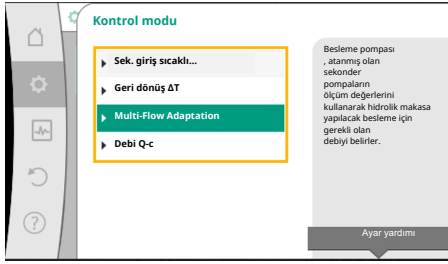 Kontrol modu
Sek. giriş sıcaklı...
Geri dönüş ΔT
Multi-Flow Adaptation
Debi Q-c
Besleme pompası
, atanmış olan
sekonder
pompaların
ölçüm değerlerini
kullanarak hidrolik makasa
yapılacak besleme için
gerekli olan
debiyi belirler.
Ayar yardımı